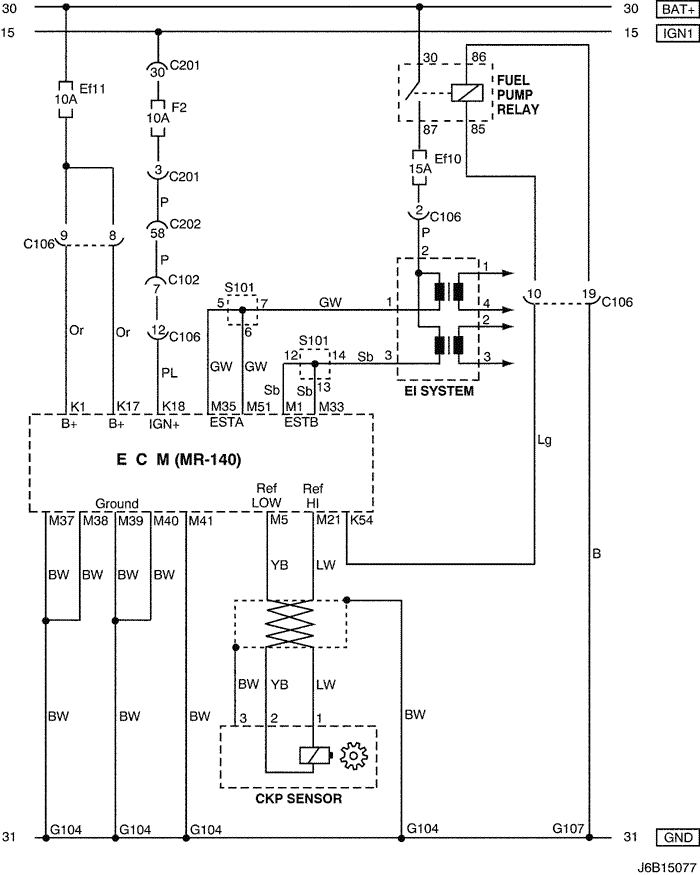 30 30 BAT+
15 15 IGN1
30 C201
30 86
Ef11
10A
F2
10A
FUEL
PUMP
RELAY
87 85
Ef10
15A
3 C201
P
C202
58
2 C106
P
P
9 8
C106
2
C102
7
1
S101
5 7 GW 1
6
4
10 19 C106
2
12 C106
Or Or
S101
12 14 Sb 3
13
3
PL GW GW Sb Sb
EI SYSTEM
K1 K17 K18 M35 M51 M1 M33
B+ B+ IGN+ ESTA ESTB
Lg
E C M (MR-140)
Ground
Ref Ref
LOW HI
M37 M38 M39 M40 M41 M5 M21 K54
B
BW BW BW BW YB LW
BW YB LW
BW BW BW BW
3 2 1
CKP SENSOR
31 G104 G104 G104 G104 G107 31 GND
J6B15077